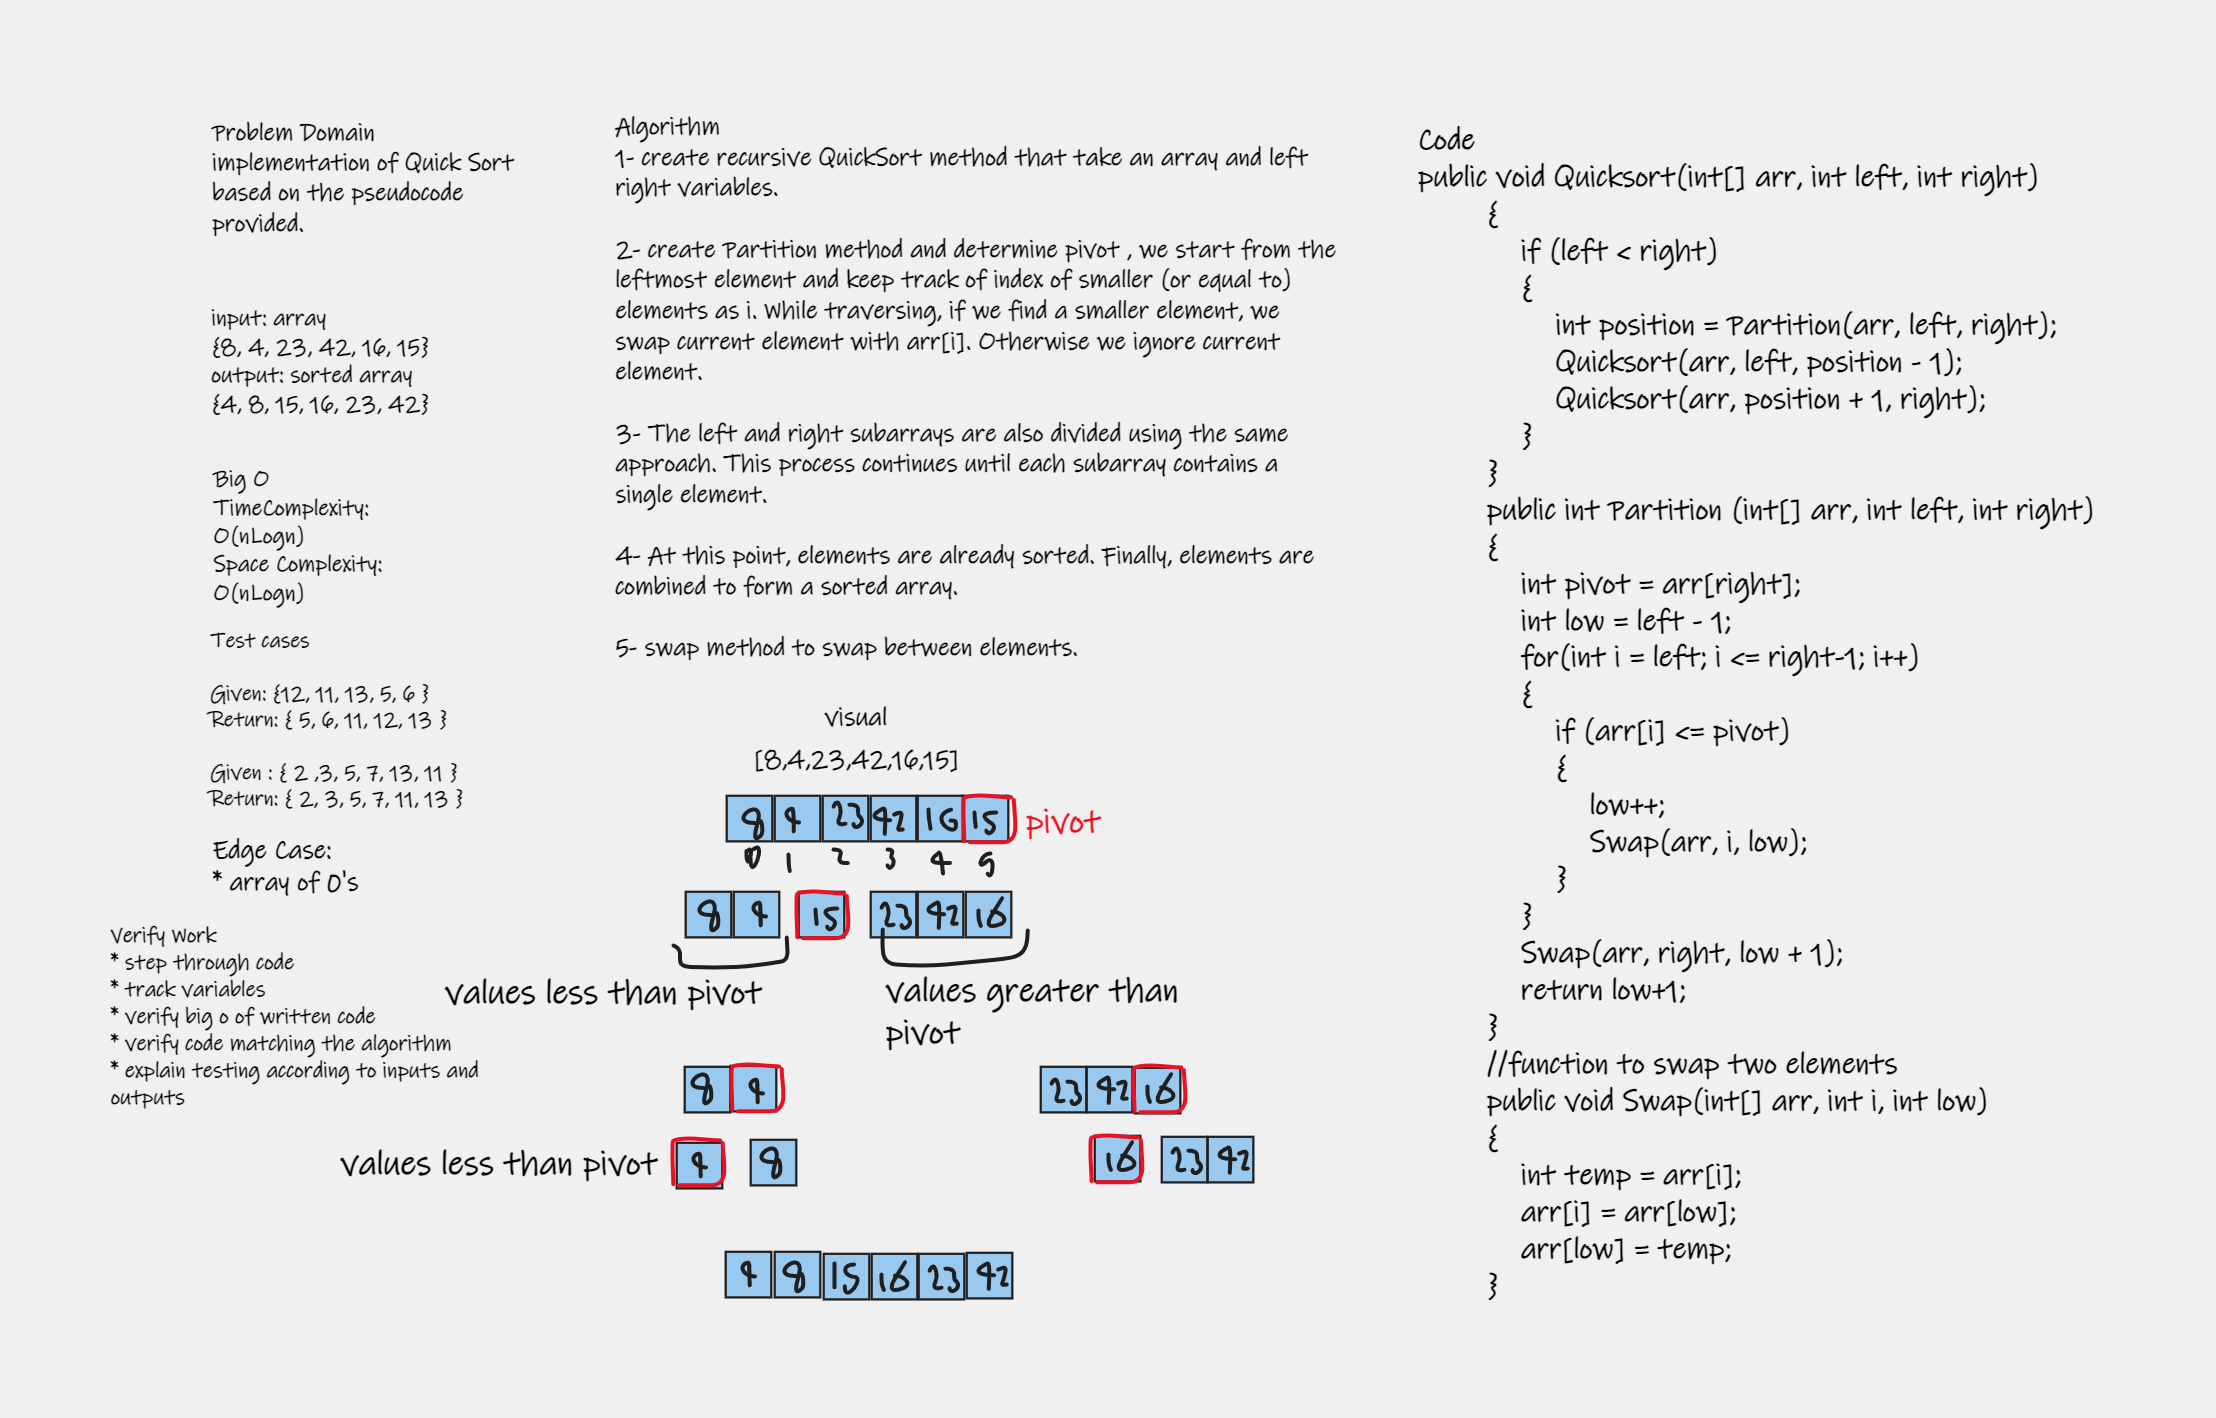 Problem Domain
implementation of Quick Sort
based on the pseudocode
provided.
input: array
{8, 4, 23, 42, 16, 15}
output: sorted array
{4, 8, 15, 16, 23, 42}
Big O
TimeComplexity:
O(nLogn)
Space Complexity:
O(nLogn)
Test cases
Given: {12, 11, 13, 5, 6 }
Return: { 5, 6, 11, 12, 13 }
Given : { 2 ,3, 5, 7, 13, 11 }
Return: { 2, 3, 5, 7, 11, 13 }
Edge Case:
* array of 0's
Verify Work
* step through code
* track variables
* verify big o of written code
* verify code matching the algorithm
* explain testing according to inputs and
outputs
Algorithm
1- create recursive QuickSort method that take an array and left
right variables.
2- create Partition method and determine pivot , we start from the
leftmost element and keep track of index of smaller (or equal to)
elements as i. While traversing, if we find a smaller element, we
swap current element with arr[i]. Otherwise we ignore current
element.
3- The left and right subarrays are also divided using the same
approach. This process continues until each subarray contains a
single element.
4- At this point, elements are already sorted. Finally, elements are
combined to form a sorted array.
5- swap method to swap between elements.
visual
[8,4,23,42,16,15]
8 4 23 42 16 15 pivot
0 1 2 3 4 5
8 4 15 23 42 16
values less than pivot
values greater than
pivot
8 4 23 42 16
values less than pivot 4 8 16 23 42
4 8 15 16 23 42
Code
public void Quicksort(int[] arr, int left, int right)
{
if (left < right)
{
int position = Partition(arr, left, right);
Quicksort(arr, left, position - 1);
Quicksort(arr, position + 1, right);
}
}
public int Partition (int[] arr, int left, int right)
{
int pivot = arr[right];
int low = left - 1;
for(int i = left; i <= right-1; i++)
{
if (arr[i] <= pivot)
{
low++;
Swap(arr, i, low);
}
}
Swap(arr, right, low + 1);
return low+1;
}
//function to swap two elements
public void Swap(int[] arr, int i, int low)
{
int temp = arr[i];
arr[i] = arr[low];
arr[low] = temp;
}